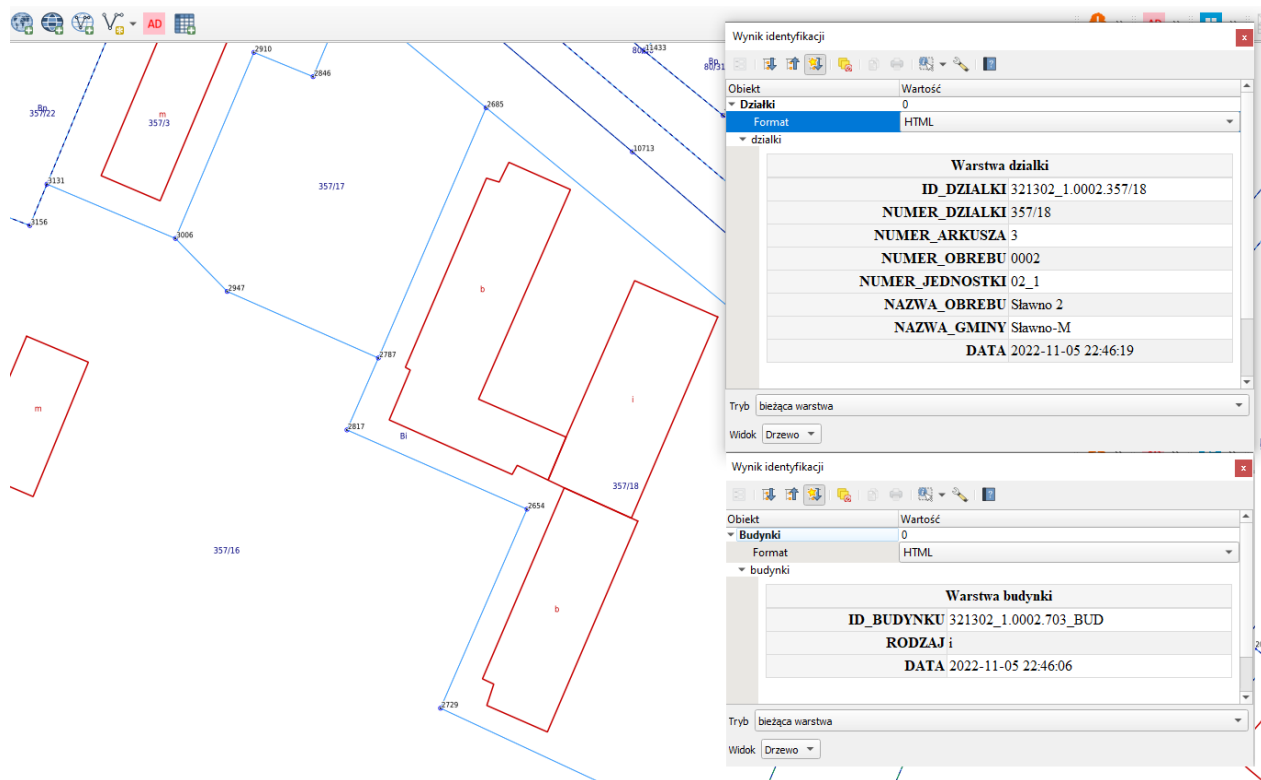 AD
AD
2910
2846
80/
11433
Bp
80/31
Bp
357/22
m
357/3
2685
10713
3131
357/17
3156
3006
2947
b
2787
i
m
2817
Bi
357/18
2654
357/16
b
2729
Wynik identyfikacji
Obiekt Wartość
Działki 0
Format HTML
dzialki
Warstwa dzialki
ID_DZIALKI 321302_1.0002.357/18
NUMER_DZIALKI 357/18
NUMER_ARKUSZA 3
NUMER_OBREBU 0002
NUMER_JEDNOSTKI 02_1
NAZWA_OBREBU Sławno 2
NAZWA_GMINY Sławno-M
DATA 2022-11-05 22:46:19
Tryb bieżąca warstwa
Widok Drzewo
Wynik identyfikacji
Obiekt Wartość
Budynki 0
Format HTML
budynki
Warstwa budynki
ID_BUDYNKU 321302_1.0002.703_BUD
RODZAJ i
DATA 2022-11-05 22:46:06
Tryb bieżąca warstwa
Widok Drzewo